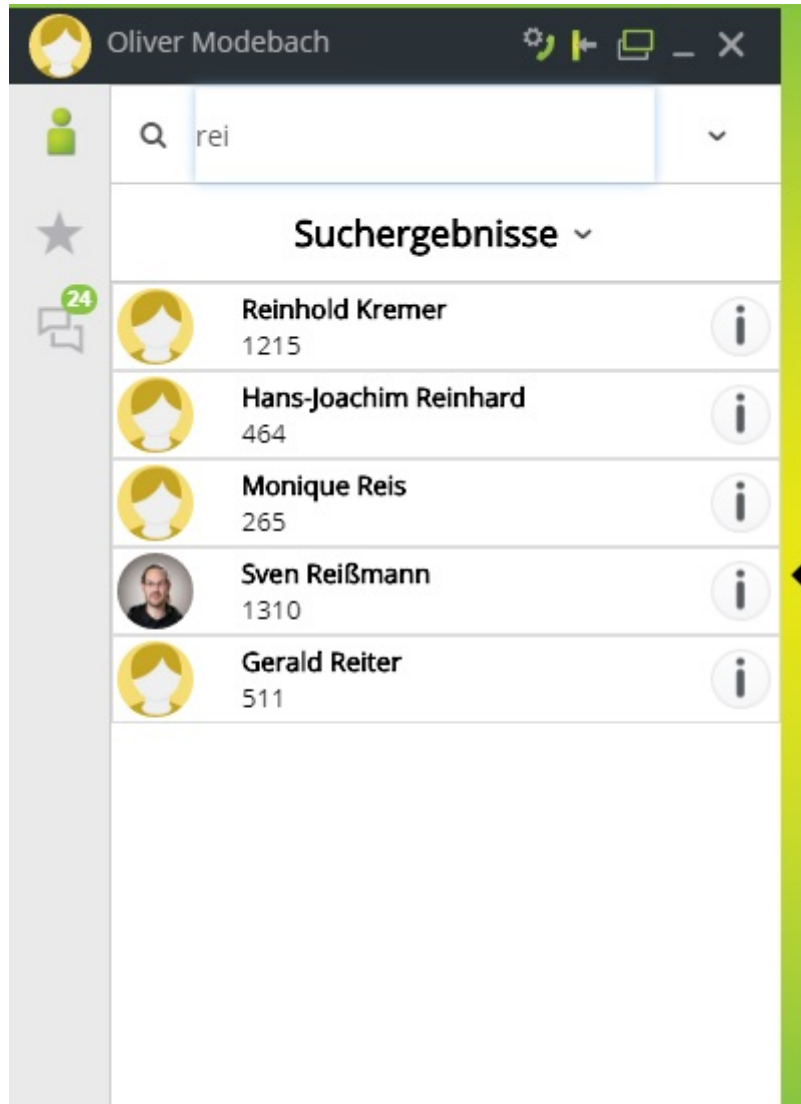 Oliver Modebach
rei
Suchergebnisse
24
Reinhold Kremer
1215
Hans-Joachim Reinhard
464
Monique Reis
265
Sven Reißmann
1310
Gerald Reiter
511